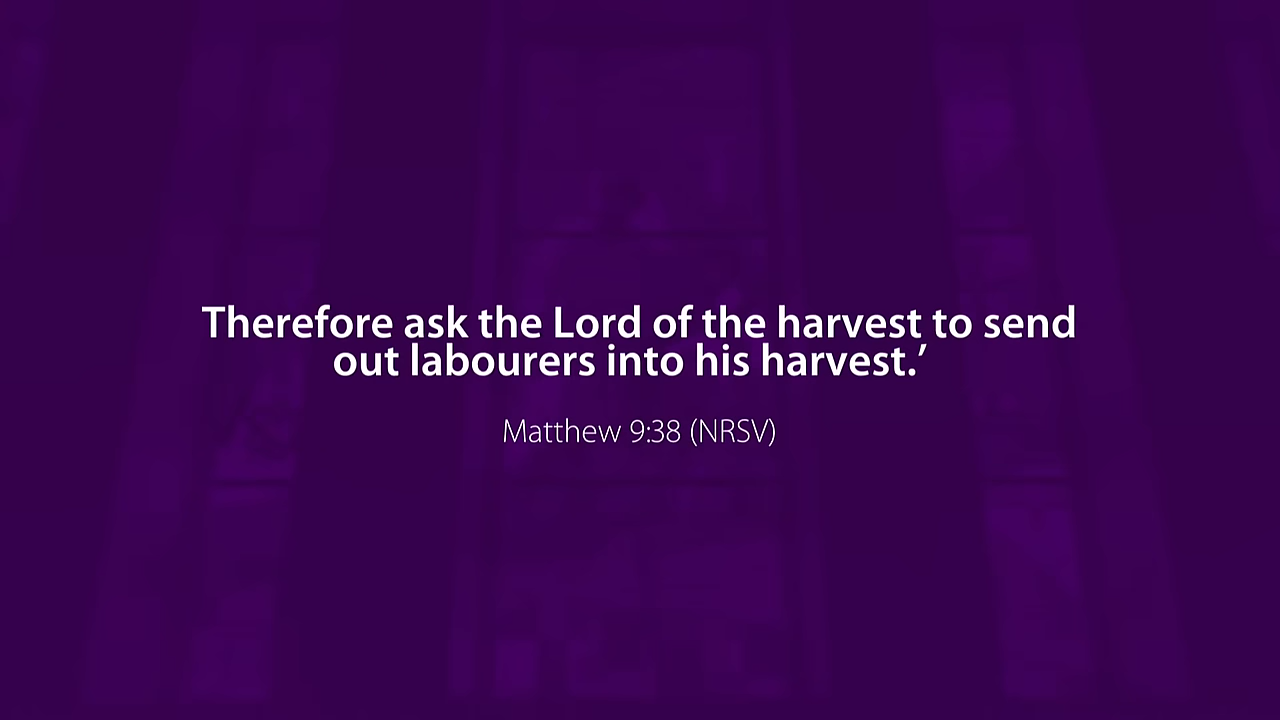 Therefore ask the Lord of the harvest to send
out labourers into his harvest.’
Matthew 9:38 (NRSV)